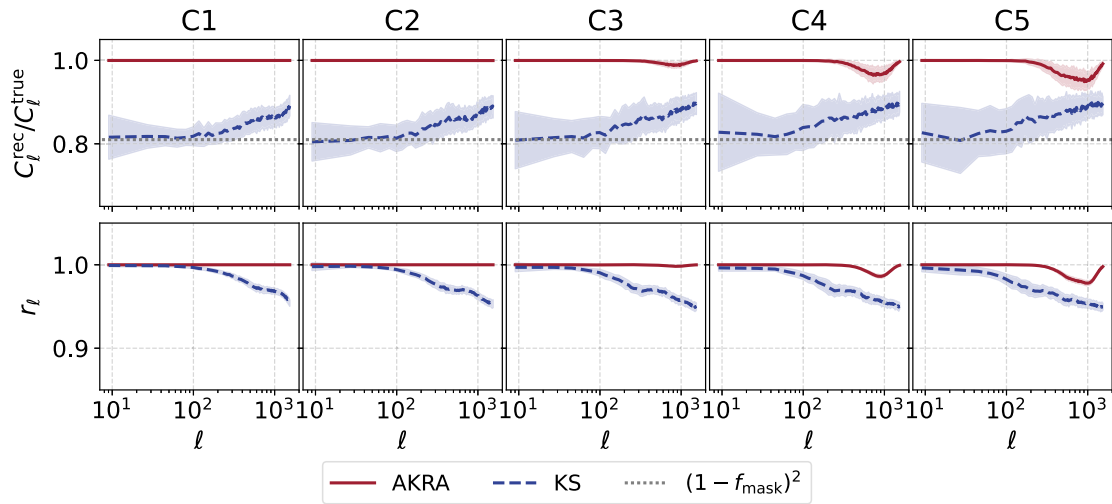 C1 C2 C3 C4 C5
C_ℓ^rec/C_ℓ^true
1.0
0.8
r_ℓ
1.0
0.9
10^1 10^2 10^3 10^1 10^2 10^3 10^1 10^2 10^3 10^1 10^2 10^3 10^1 10^2 10^3
ℓ ℓ ℓ ℓ ℓ
AKRA KS (1 − f_mask)^2